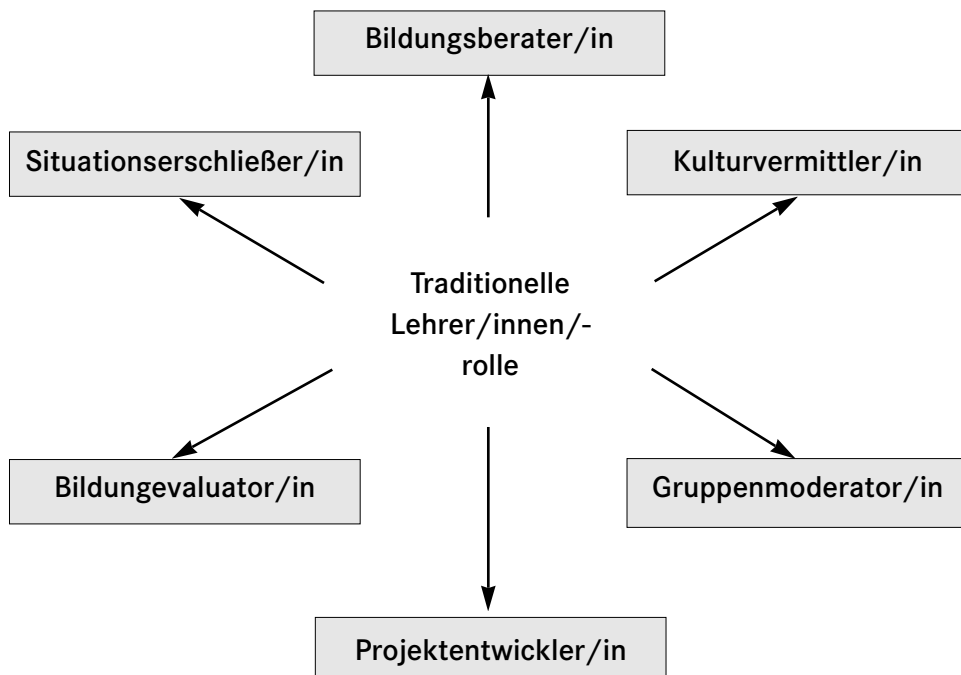 Bildungsberater/in
Situationserschließer/in
Kulturvermittler/in
Traditionelle
Lehrer/innen/-
rolle
Bildungevaluator/in
Gruppenmoderator/in
Projektentwickler/in